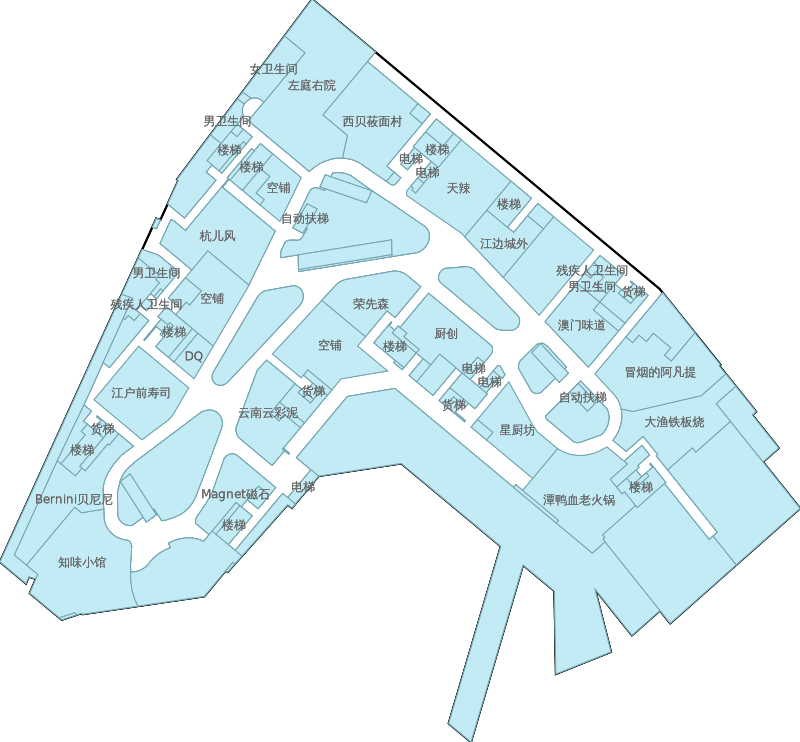 女卫生间
左庭右院
男卫生间
西贝莜面村
楼梯
楼梯
电梯
楼梯
电梯
空铺
天辣
楼梯
自动扶梯
杭儿风
江边城外
男卫生间
残疾人卫生间
男卫生间
货梯
残疾人卫生间
空铺
荣先森
楼梯
厨创
澳门味道
空铺
楼梯
DQ
电梯
冒烟的阿凡提
电梯
江户前寿司
货梯
自动扶梯
货梯
云南云彩泥
大渔铁板烧
货梯
星厨坊
楼梯
Bernini贝尼尼
Magnet磁石
电梯
楼梯
潭鸭血老火锅
楼梯
知味小馆